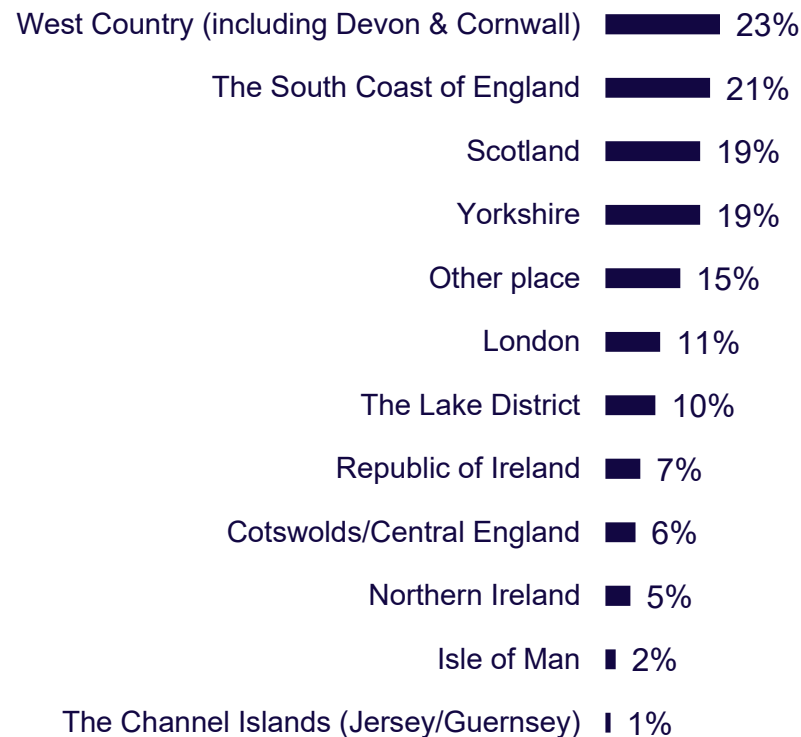 West Country (including Devon & Cornwall) 23%
The South Coast of England 21%
Scotland 19%
Yorkshire 19%
Other place 15%
London 11%
The Lake District 10%
Republic of Ireland 7%
Cotswolds/Central England 6%
Northern Ireland 5%
Isle of Man 2%
The Channel Islands (Jersey/Guernsey) 1%